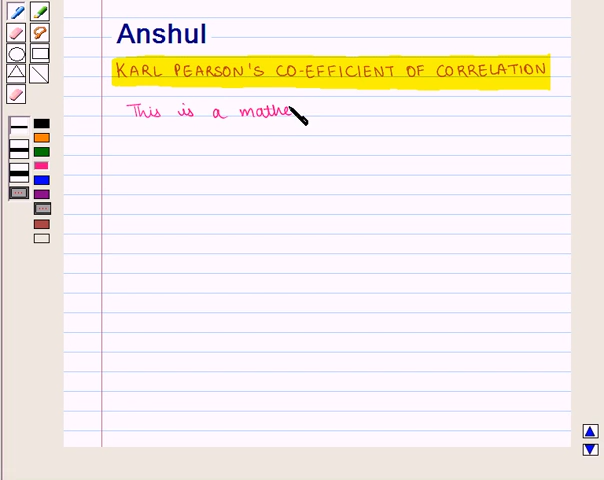 Anshul
KARL PEARSON'S CO-EFFICIENT OF CORRELATION
This is a mathe